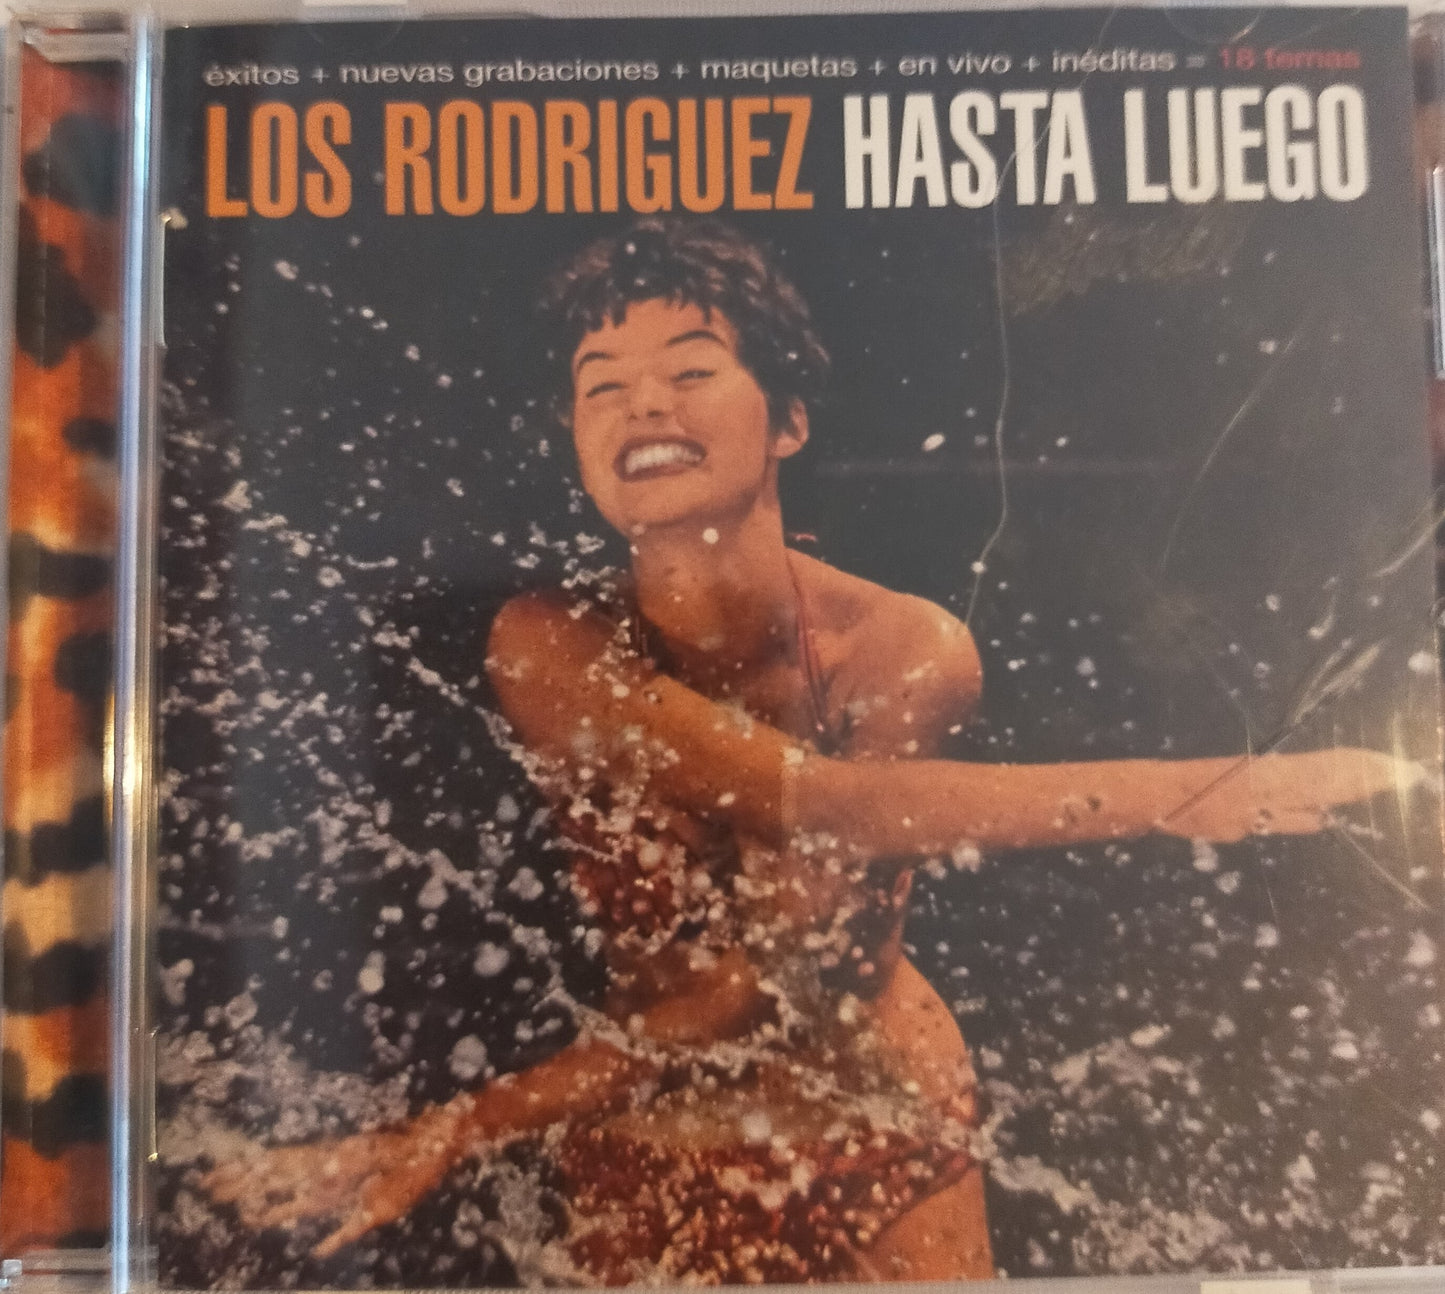 éxitos + nuevas grabaciones + maquetas + en vivo + inéditas = 18 temas
LOS RODRIGUEZ HASTA LUEGO